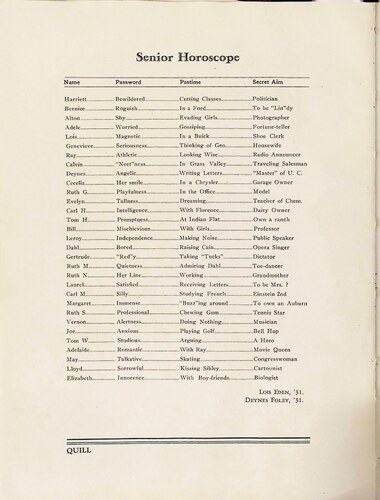 Senior Horoscope
Name Password Pastime Secret Aim
Harriett Bewildered Cutting Classes Politician
Bernice Roguish In a Ford To be "Lin"dy
Alton Shy Evading Girls Photographer
Adele Worried Gossiping Fortune-teller
Lois Magnetic In a Buick Shoe Clerk
Genevieve Seriousness Thinking of Geo. Housewife
Ray Athletic Looking Wise Radio Announcer
Calvin "Neet"ness In Grass Valley Traveling Salesman
Deynes Angelic Writing Letters "Master" of U. C.
Cecelia Her smile In a Chrysler Garage Owner
Ruth G. Playfulness In the Office Model
Evelyn Tallness Dreaming Teacher of Chem.
Carl H. Intelligence With Florence Dairy Owner
Tom H. Promptness At Indian Flat Own a ranch
Bill Mischievious With Girls Professor
Leroy Independence Making Noise Public Speaker
Dahl Bored Raising Cain Opera Singer
Gertrude "Red"y Taking "Tucks" Dictator
Ruth M. Quietness Admiring Dahl Toe-dancer
Ruth N. Her Line Working Grandmother
Laurel Satisfied Receiving Letters To be Mrs. ?
Carl M. Silly Studying French Einstein 2nd
Margaret Immense "Buzz"ing around To own an Auburn
Ruth S. Professional Chewing Gum Tennis Star
Vernon Alertness Doing Nothing Musician
Joe Anxious Playing Golf Bell Hop
Tom W. Studious Arguing A Hero
Adelaide Romantic With Ray Movie Queen
May Talkative Skating Congresswoman
Lloyd Sorrowful Kissing Sibley Cartoonist
Elizabeth Innocence With Boy-friends Biologist
Lois Eden, '31.
Deynes Foley, '31.
QUILL